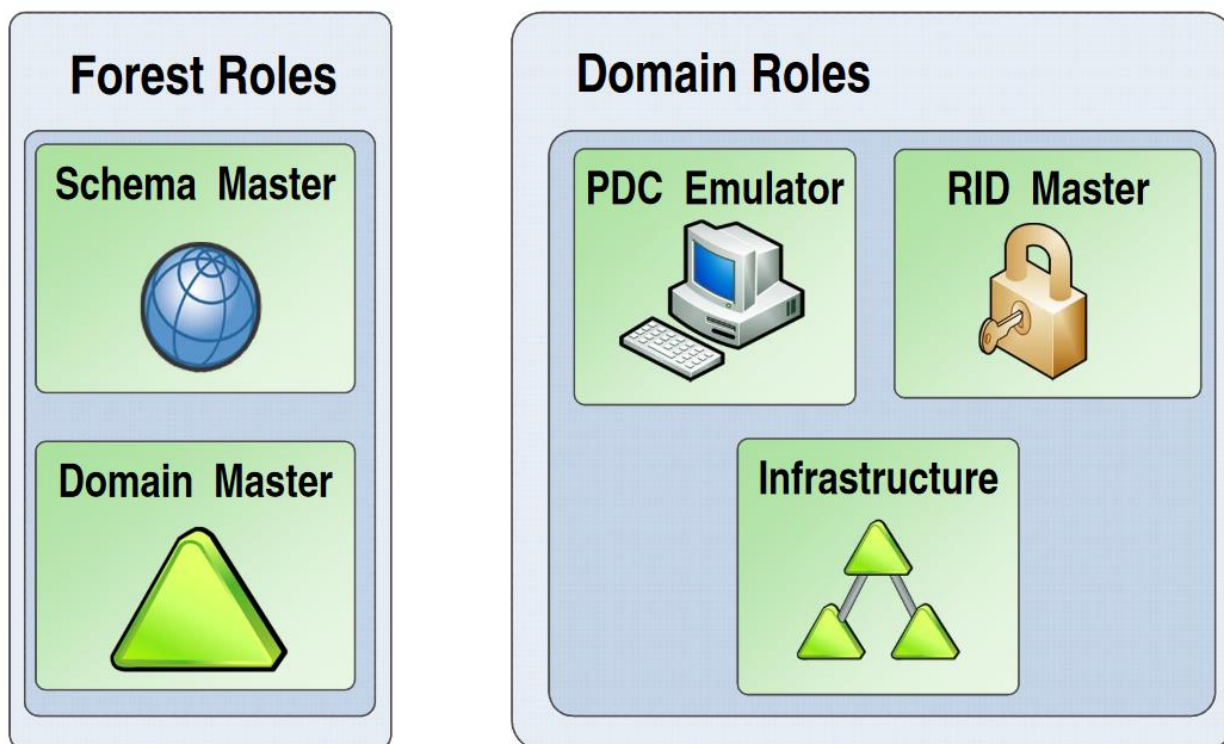 Forest Roles
Schema Master
Domain Master
Domain Roles
PDC Emulator
RID Master
Infrastructure